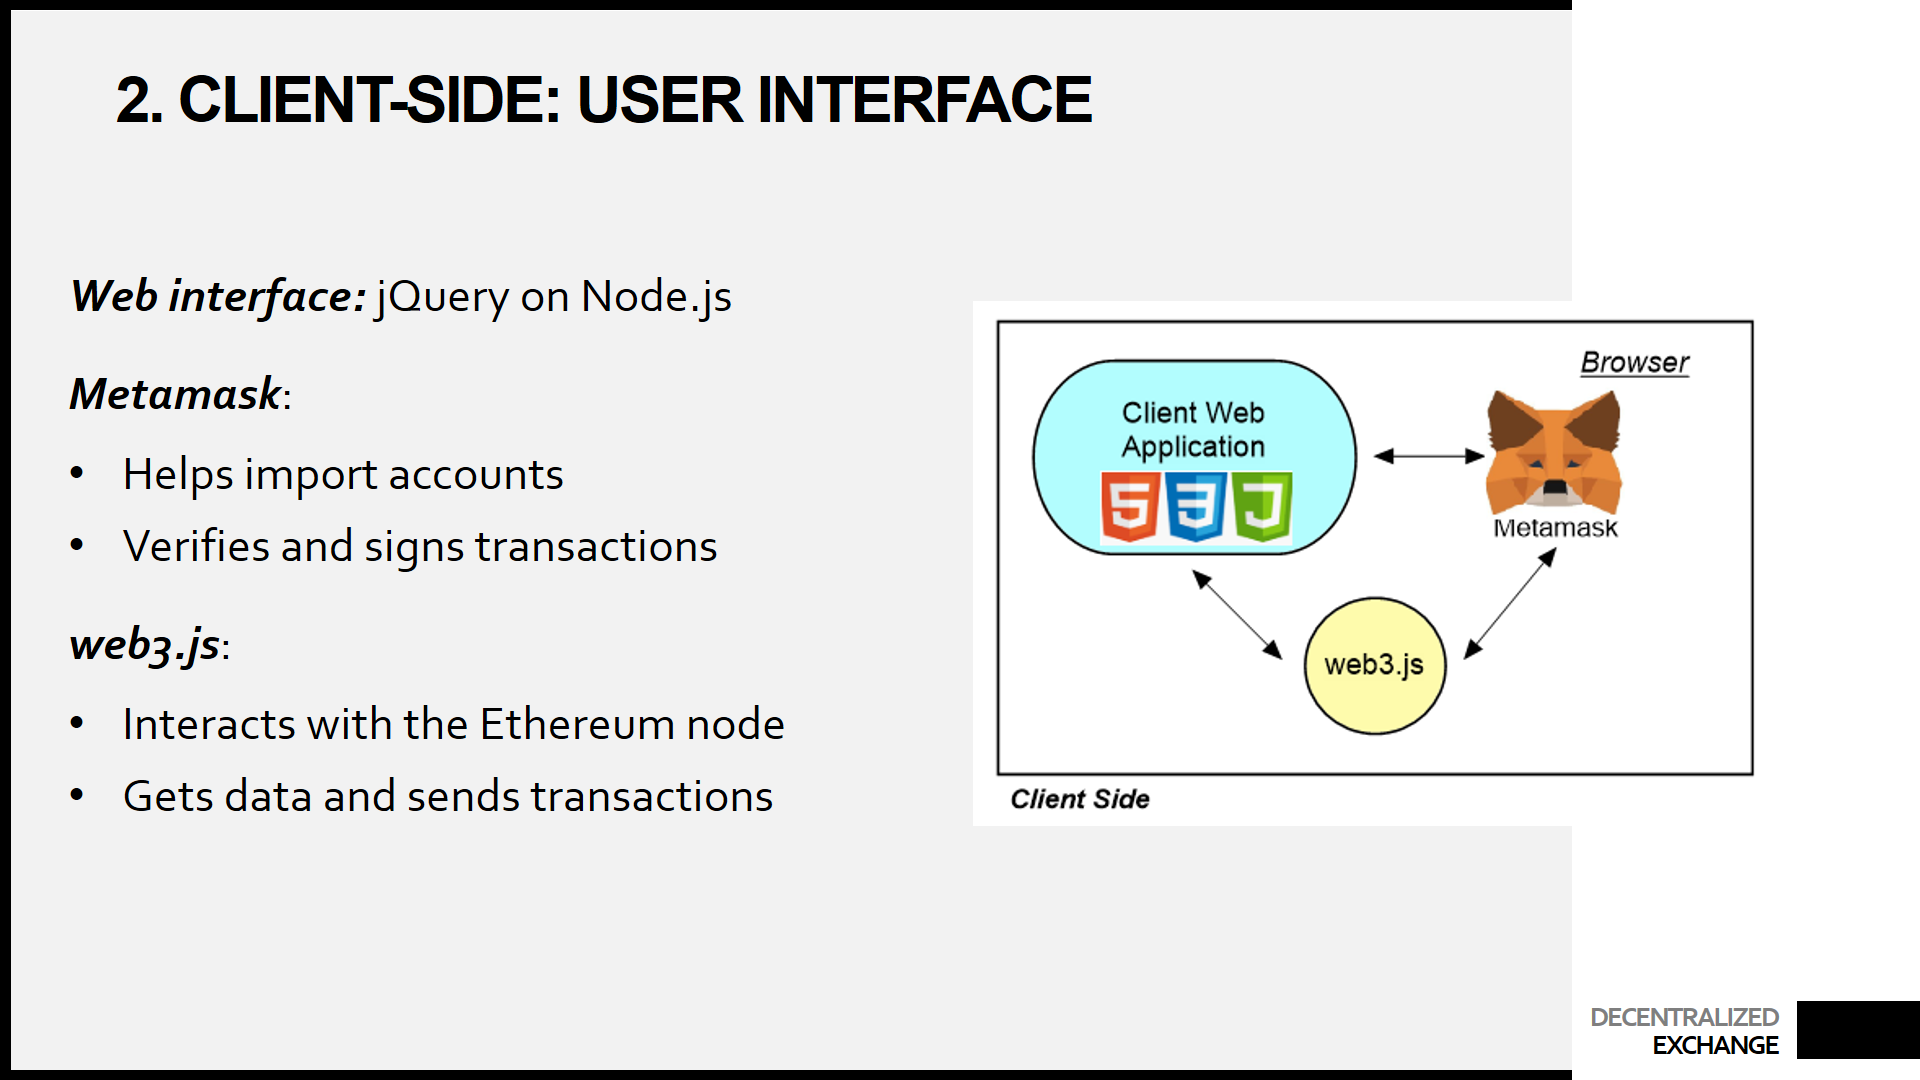 2. CLIENT-SIDE: USER INTERFACE
Web interface: jQuery on Node.js
Metamask:
• Helps import accounts
• Verifies and signs transactions
web3.js:
• Interacts with the Ethereum node
• Gets data and sends transactions
Browser
Client Web
Application
5 3 J
Metamask
web3.js
Client Side
DECENTRALIZED
EXCHANGE